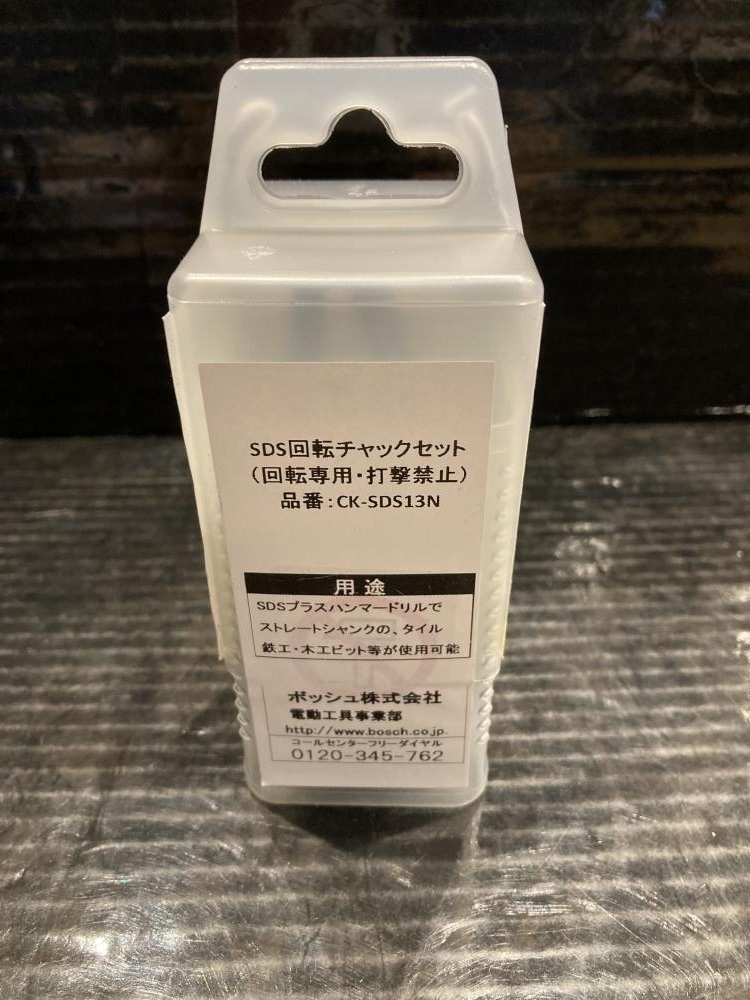 SDS回転チャックセット
（回転専用・打撃禁止）
品番：CK-SDS13N
用途
SDSプラスハンマードリルで
ストレートシャンクの、タイル
鉄工・木工ビット等が使用可能
ボッシュ株式会社
電動工具事業部
http://www.bosch.co.jp.
コールセンターフリーダイヤル
0120-345-762